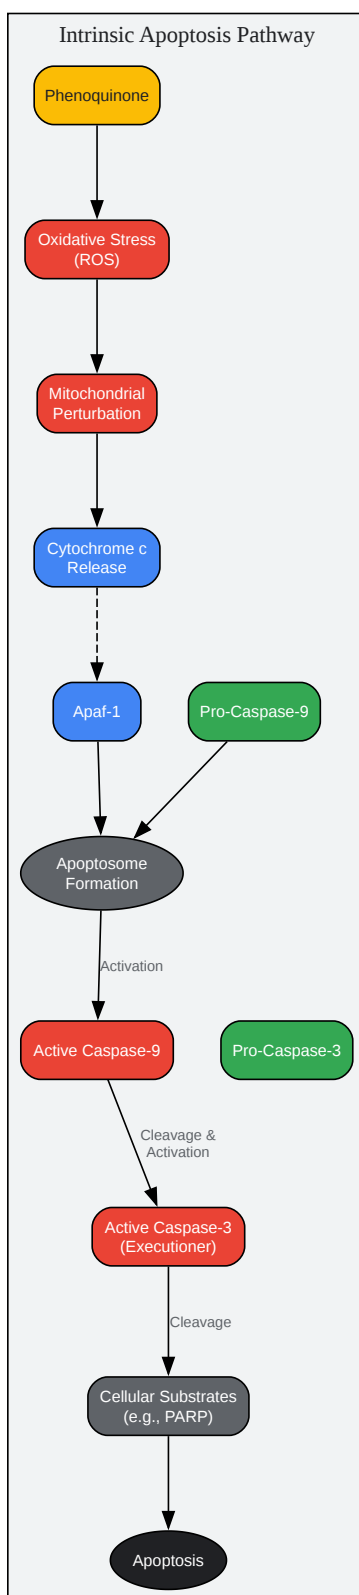 Intrinsic Apoptosis Pathway
Phenoquinone
Oxidative Stress
(ROS)
Mitochondrial
Perturbation
Cytochrome c
Release
Apaf-1
Pro-Caspase-9
Apoptosome
Formation
Activation
Active Caspase-9
Pro-Caspase-3
Cleavage &
Activation
Active Caspase-3
(Executioner)
Cleavage
Cellular Substrates
(e.g., PARP)
Apoptosis